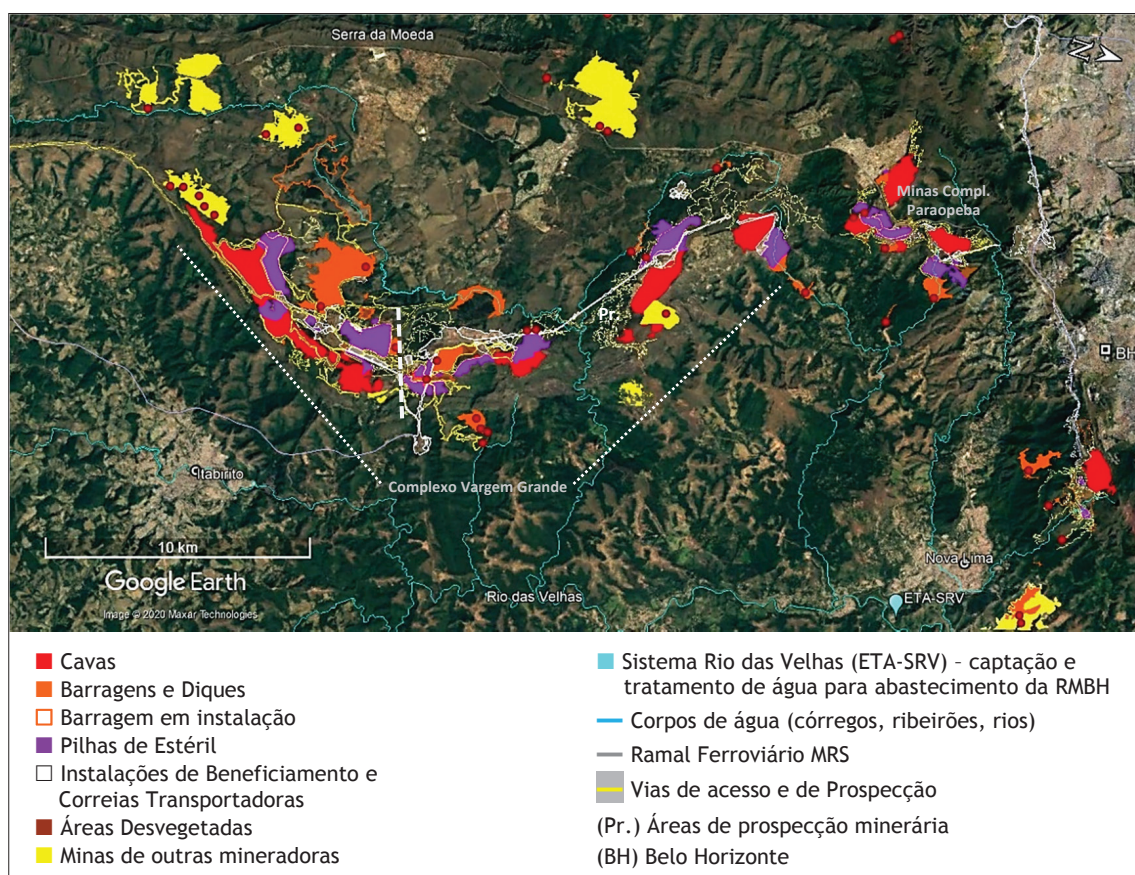 Serra da Moeda
N
Minas Compl.
Paraopeba
Pr.
BH
Itabirito
Complexo Vargem Grande
10 km
Nova Lima
Google Earth
Rio das Velhas
ETA-SRV
Image © 2020 Maxar Technologies
Cavas
Barragens e Diques
Barragem em instalação
Pilhas de Estéril
Instalações de Beneficiamento e
Correias Transportadoras
Áreas Desvegetadas
Minas de outras mineradoras
Sistema Rio das Velhas (ETA-SRV) - captação e
tratamento de água para abastecimento da RMBH
Corpos de água (córregos, ribeirões, rios)
Ramal Ferroviário MRS
Vias de acesso e de Prospecção
(Pr.) Áreas de prospecção minerária
(BH) Belo Horizonte